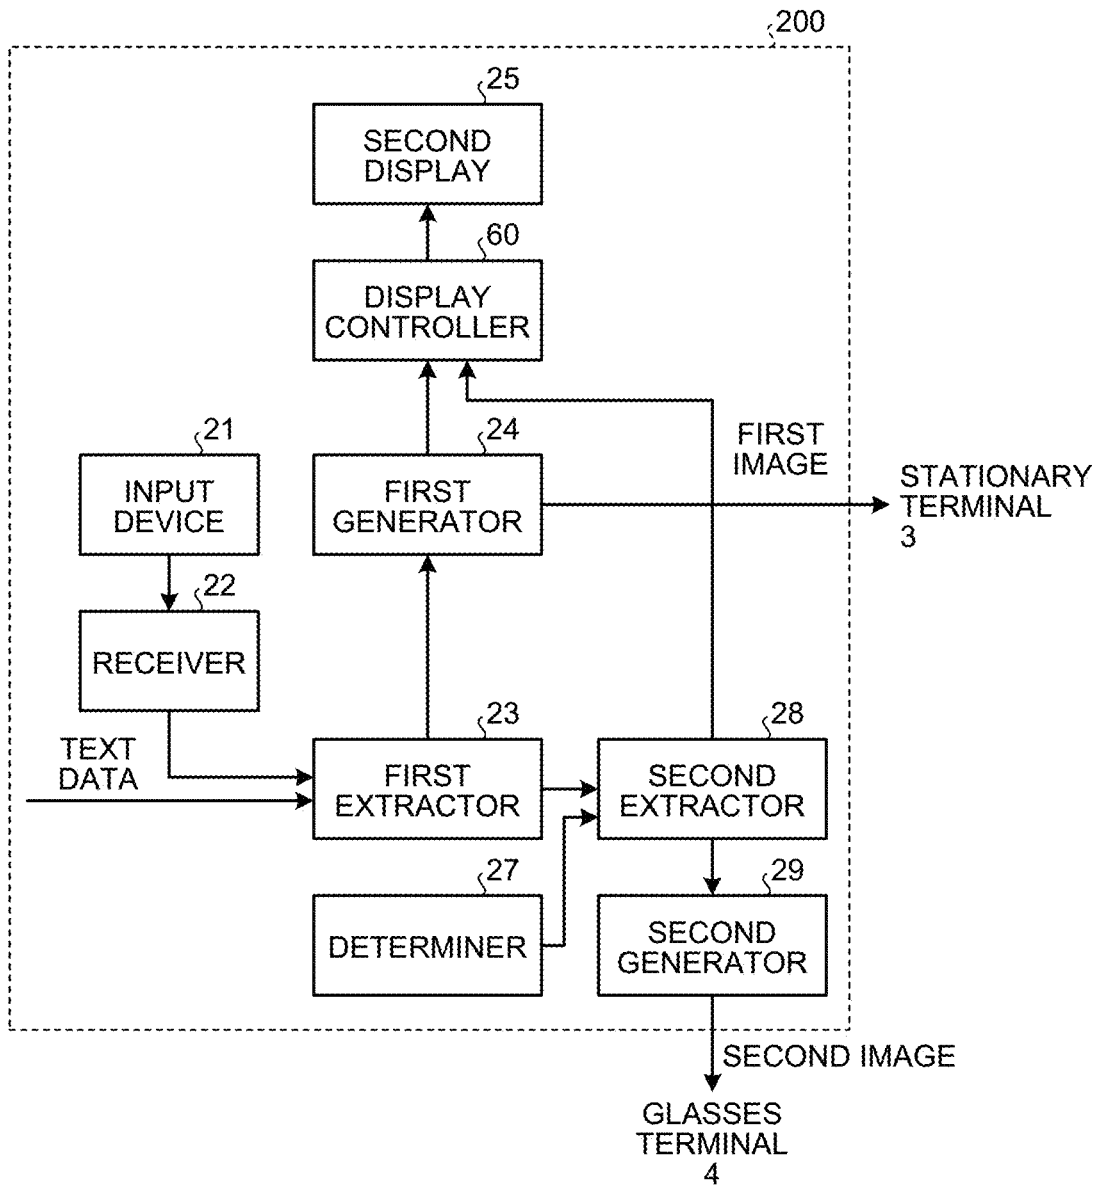 200
25
SECOND
DISPLAY
60
DISPLAY
CONTROLLER
21
INPUT
DEVICE
24
FIRST
GENERATOR
FIRST
IMAGE
STATIONARY
TERMINAL
3
22
RECEIVER
TEXT
DATA
23
FIRST
EXTRACTOR
28
SECOND
EXTRACTOR
27
DETERMINER
29
SECOND
GENERATOR
SECOND IMAGE
GLASSES
TERMINAL
4